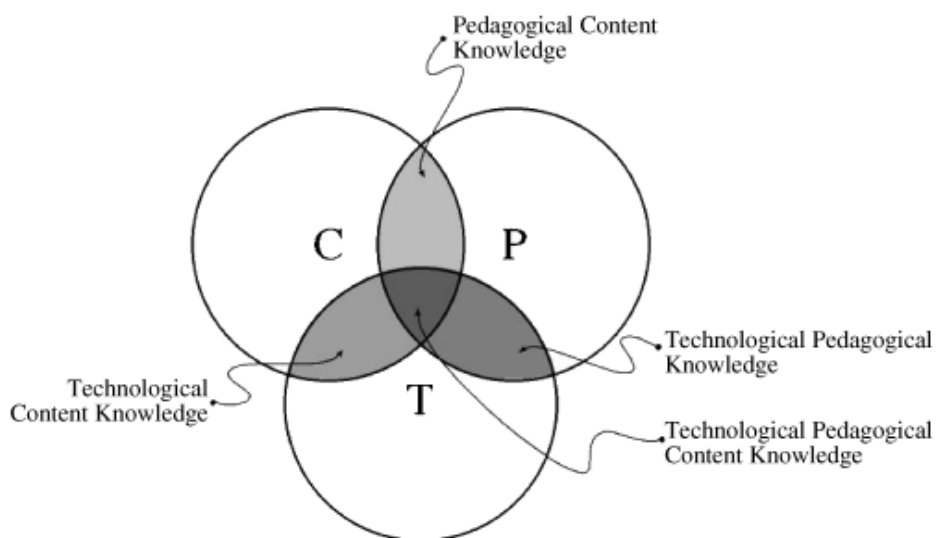 Pedagogical Content
Knowledge
C
P
Technological Pedagogical
Knowledge
Technological
Content Knowledge
T
Technological Pedagogical
Content Knowledge